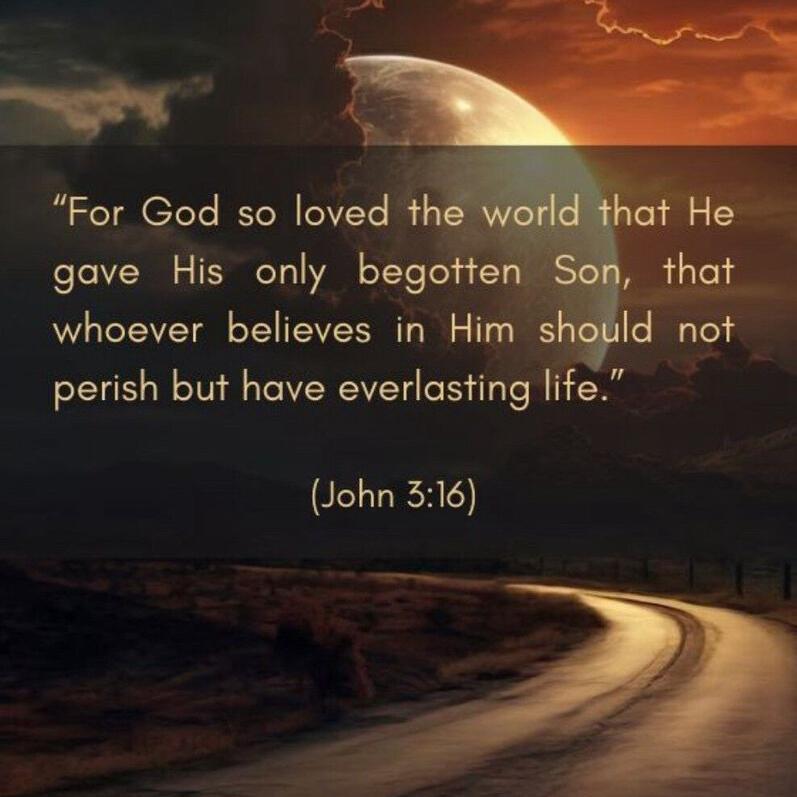 “For God so loved the world that He
gave His only begotten Son, that
whoever believes in Him should not
perish but have everlasting life.”
(John 3:16)